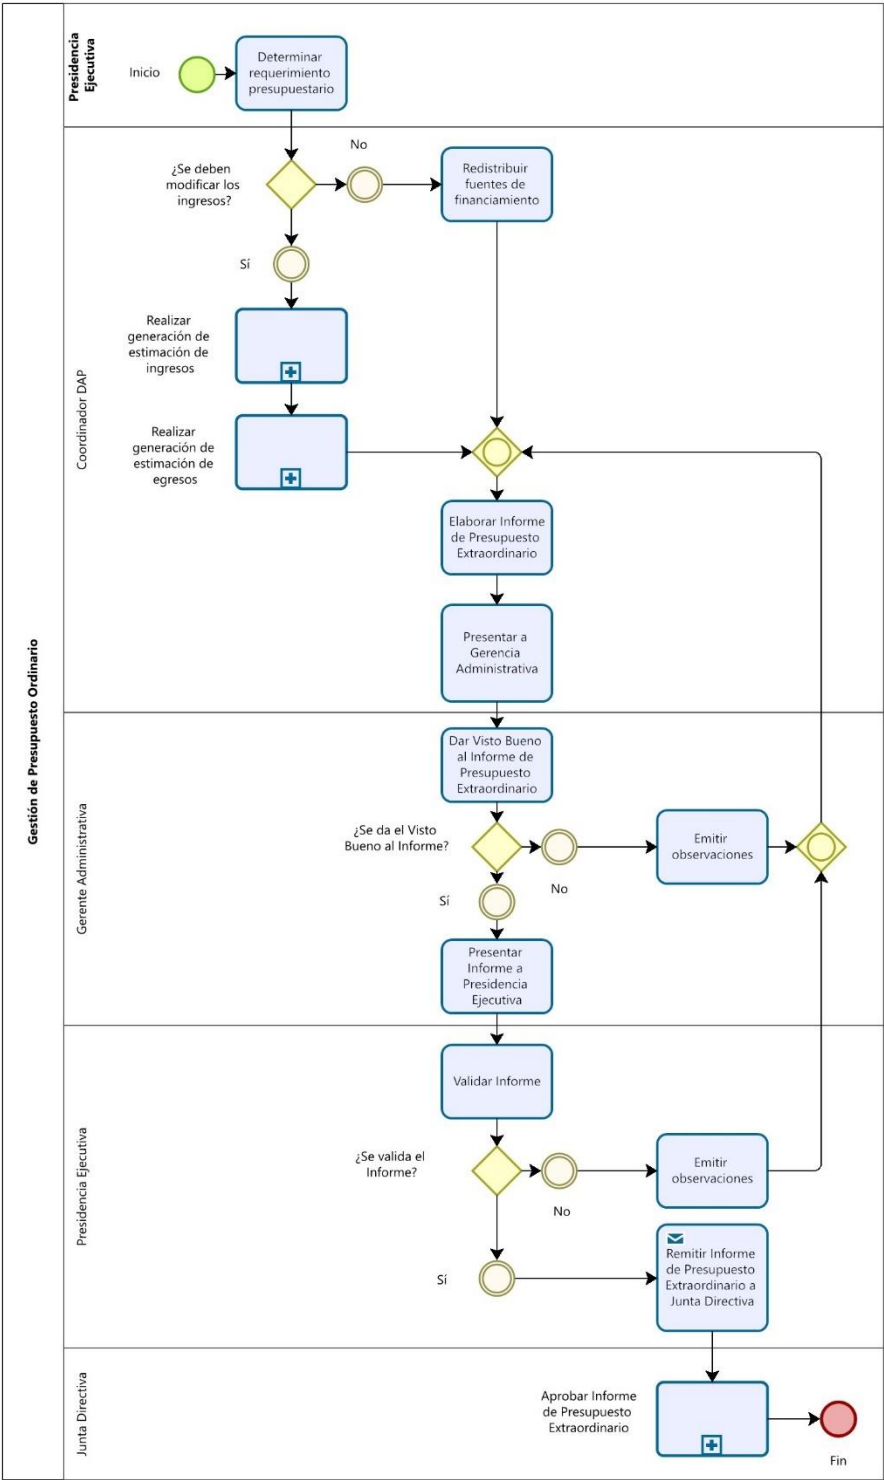 Gestión de Presupuesto Ordinario
Presidencia
Ejecutiva
Inicio
Determinar
requerimiento
presupuestario
Coordinador DAP
¿Se deben
modificar los
ingresos?
No
Redistribuir
fuentes de
financiamiento
Sí
Realizar
generación de
estimación de
ingresos
Realizar
generación de
estimación de
egresos
Elaborar Informe
de Presupuesto
Extraordinario
Presentar a
Gerencia
Administrativa
Gerente Administrativa
Dar Visto Bueno
al Informe de
Presupuesto
Extraordinario
¿Se da el Visto
Bueno al Informe?
No
Emitir
observaciones
Sí
Presentar
Informe a
Presidencia
Ejecutiva
Presidencia Ejecutiva
Validar Informe
¿Se valida el
Informe?
No
Emitir
observaciones
Sí
Remitir Informe
de Presupuesto
Extraordinario a
Junta Directiva
Junta Directiva
Aprobar Informe
de Presupuesto
Extraordinario
Fin